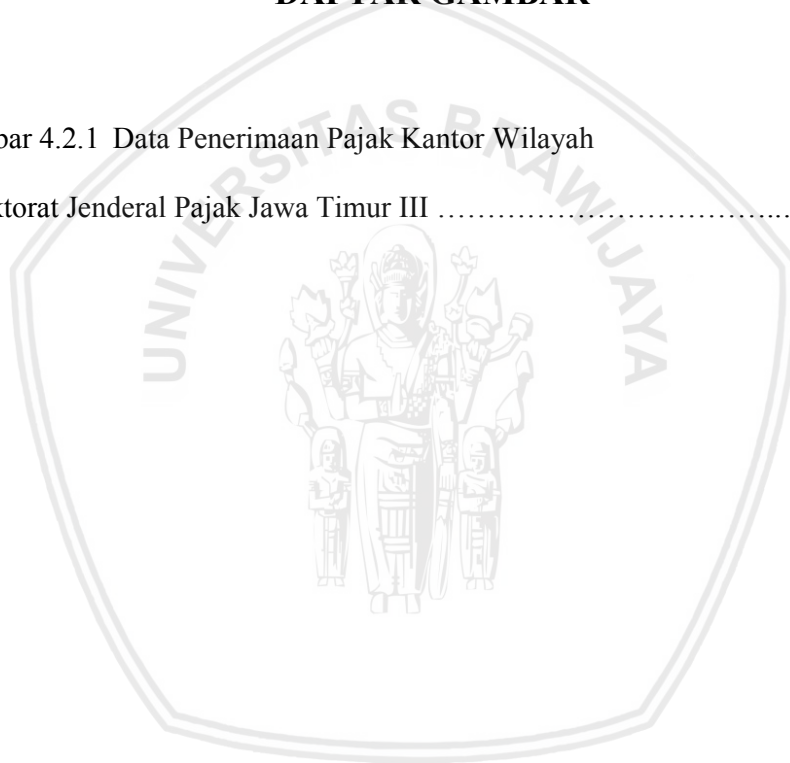 DAFTAR GAMBAR
bar 4.2.1 Data Penerimaan Pajak Kantor Wilayah
ktorat Jenderal Pajak Jawa Timur III ……………………………...
UNIVERSITAS BRAWIJAYA